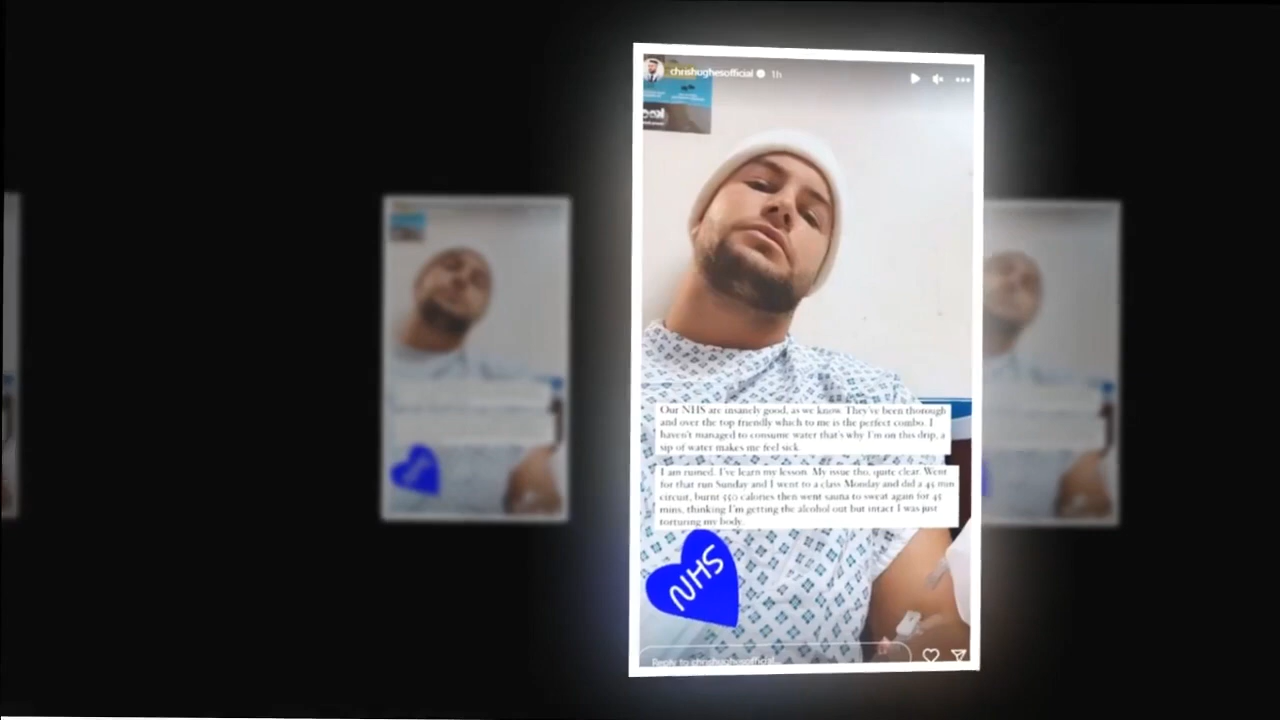 chrishughesofficial 1h
Our NHS are insanely good, as we know. They've been thorough
and over the top friendly which to me is the perfect combo. I
haven't managed to consume water that's why I'm on this drip, a
sip of water makes me feel sick.
I am ruined. I've learn my lesson. My issue tho, quite clear. Went
for that run Sunday and I went to a class Monday and did a 45 min
circuit, burnt 550 calories then went sauna to sweat again for 45
mins, thinking I'm getting the alcohol out but intact I was just
torturing my body.
NHS
Reply to chrishughesofficial...